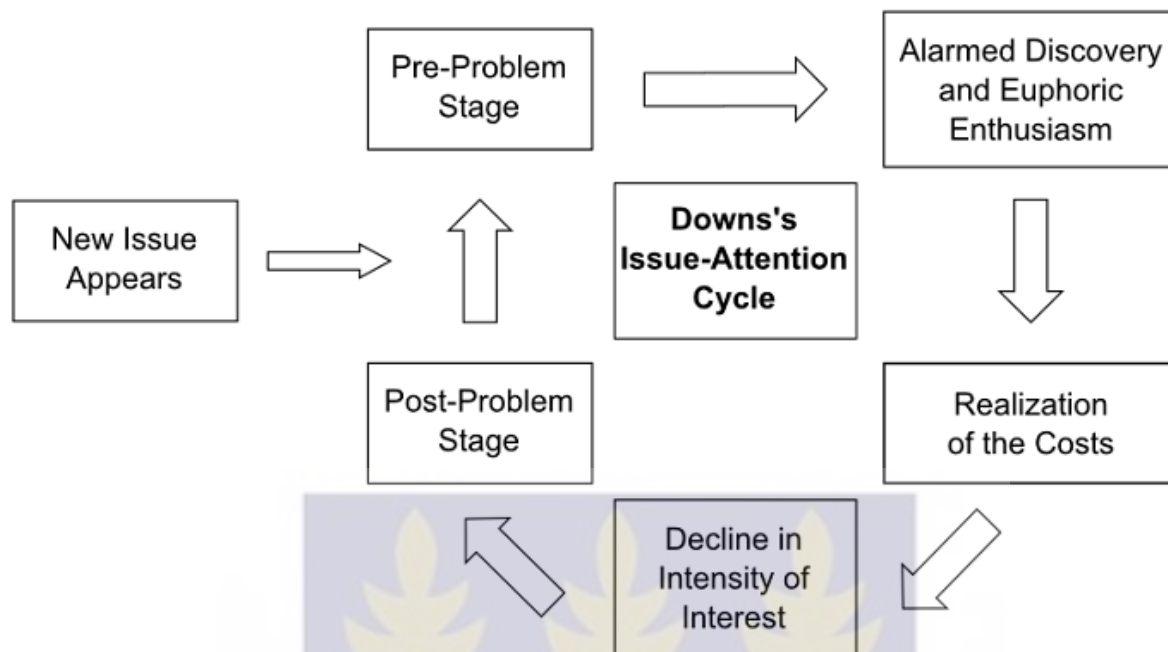 Pre-Problem
Stage
Alarmed Discovery
and Euphoric
Enthusiasm
New Issue
Appears
Downs's
Issue-Attention
Cycle
Post-Problem
Stage
Realization
of the Costs
Decline in
Intensity of
Interest